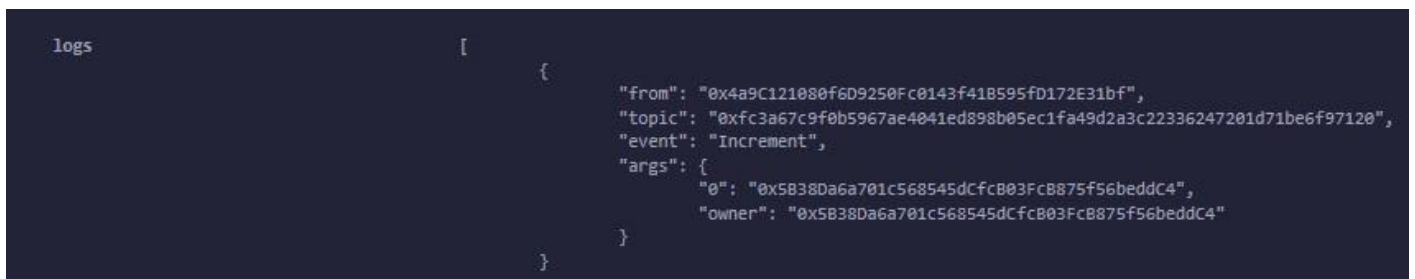 logs [
{
"from": "0x4a9C121080f6D9250Fc0143f41B595fD172E31bf",
"topic": "0xfc3a67c9f0b5967ae4041ed898b05ec1fa49d2a3c22336247201d71be6f97120",
"event": "Increment",
"args": {
"0": "0x5B38Da6a701c568545dCfcB03FcB875f56beddC4",
"owner": "0x5B38Da6a701c568545dCfcB03FcB875f56beddC4"
}
}